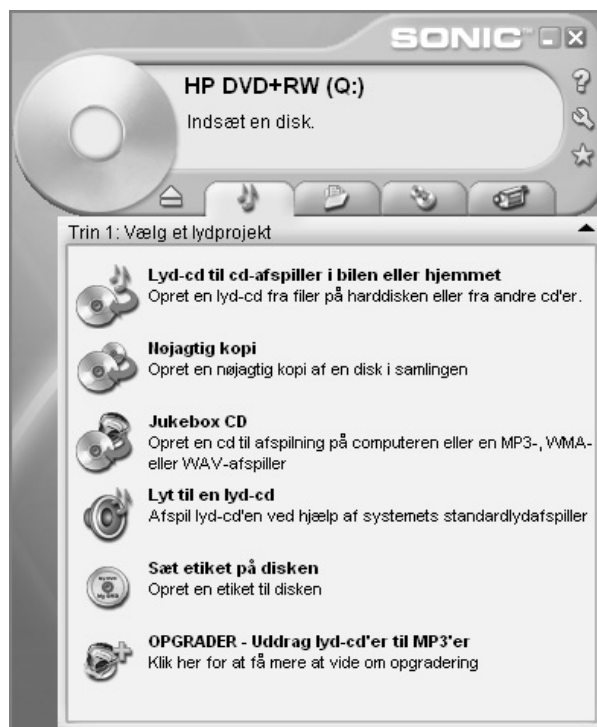 SONIC™
HP DVD+RW (Q:)
Indsæt en disk.
Trin 1: Vælg et lydprojekt
Lyd-cd til cd-afspiller i bilen eller hjemmet
Opret en lyd-cd fra filer på harddisken eller fra andre cd'er.
Nøjagtig kopi
Opret en nøjagtig kopi af en disk i samlingen
Jukebox CD
Opret en cd til afspilning på computeren eller en MP3-, WMA-
eller WAV-afspiller
Lyt til en lyd-cd
Afspil lyd-cd'en ved hjælp af systemets standardlydafspiller
Sæt etiket på disken
Opret en etiket til disken
OPGRADER - Uddrag lyd-cd'er til MP3'er
Klik her for at få mere at vide om opgradering